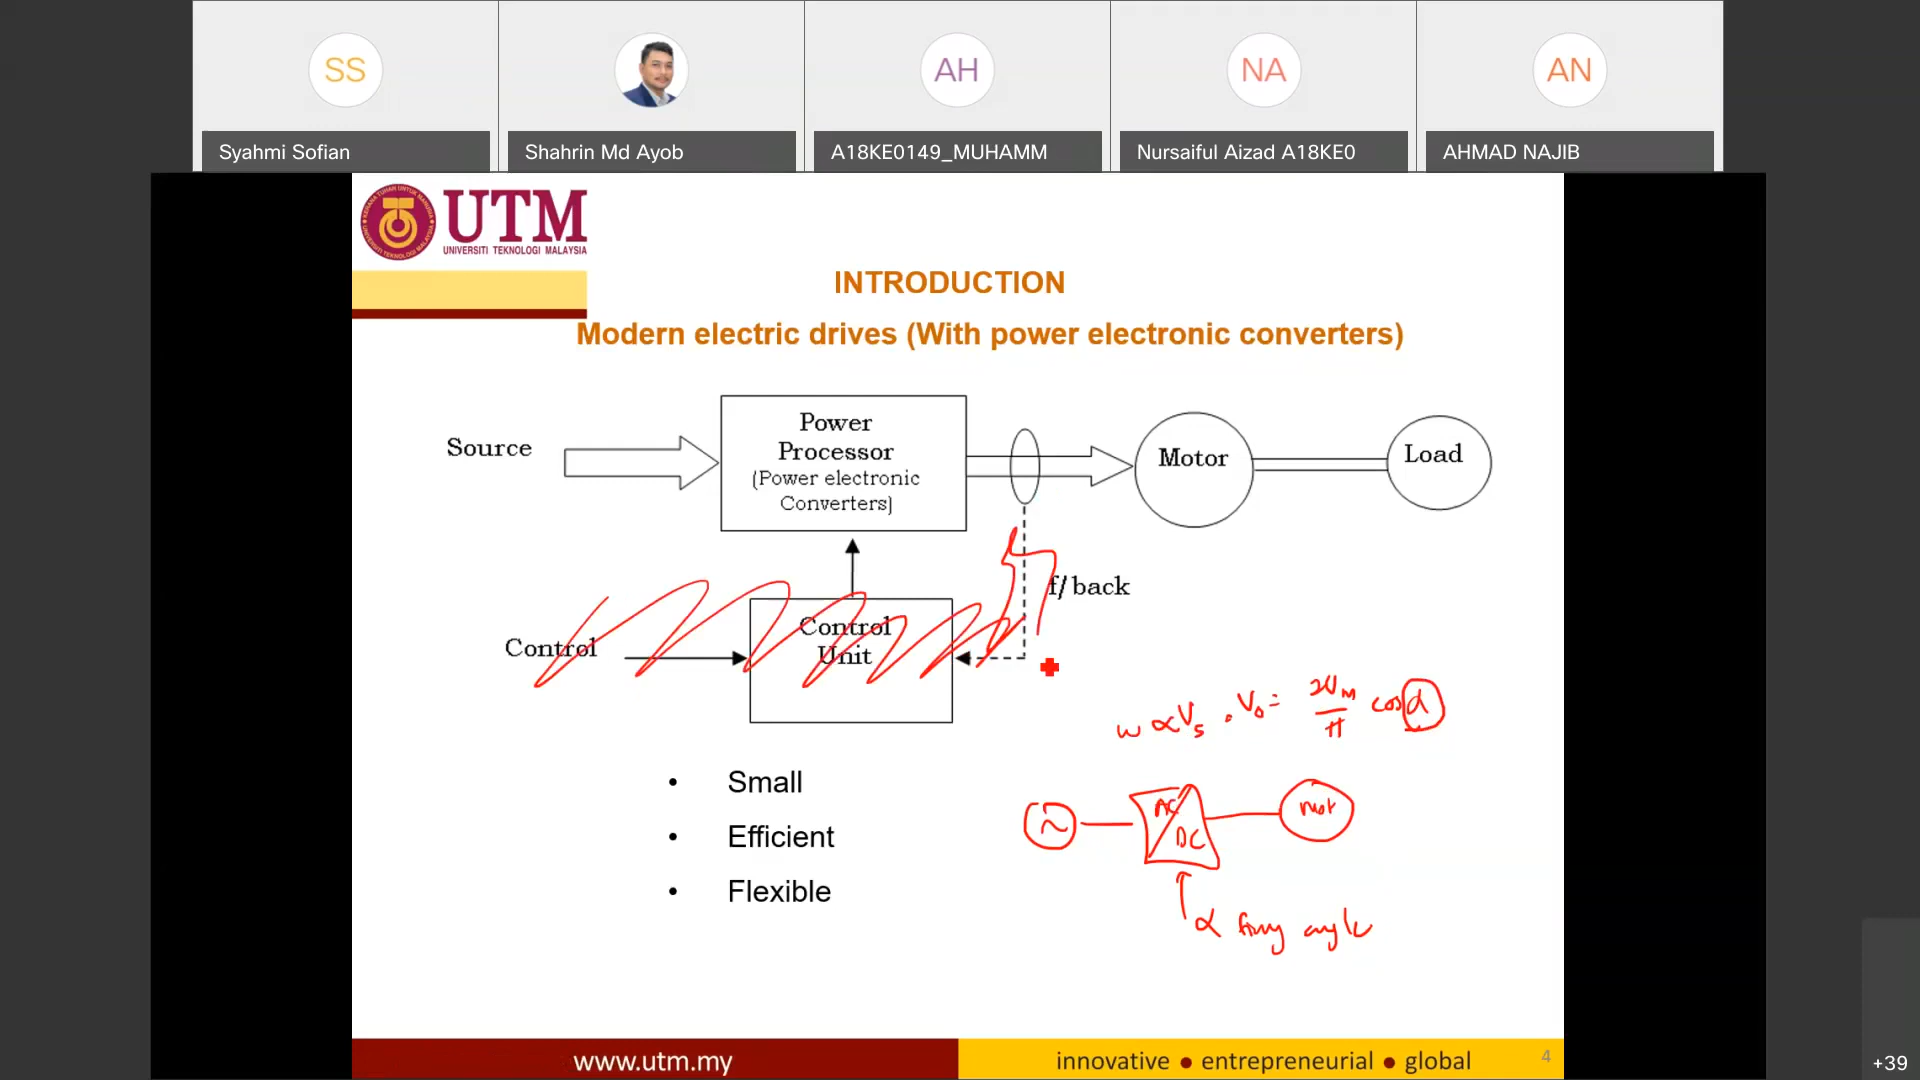 SS
AH
NA
AN
Syahmi Sofian
Shahrin Md Ayob
A18KE0149_MUHAMM
Nursaiful Aizad A18KE0
AHMAD NAJIB
UTM
UNIVERSITI TEKNOLOGI MALAYSIA
INTRODUCTION
Modern electric drives (With power electronic converters)
Source
Power
Processor
(Power electronic
Converters)
Motor
Load
f/back
Control
Control
Unit
w ∝ Vs . Vo = 2VM/π cos α
Small
Efficient
Flexible
~
AC
DC
mot
α firing angle
www.utm.my
innovative ● entrepreneurial ● global
4
+39